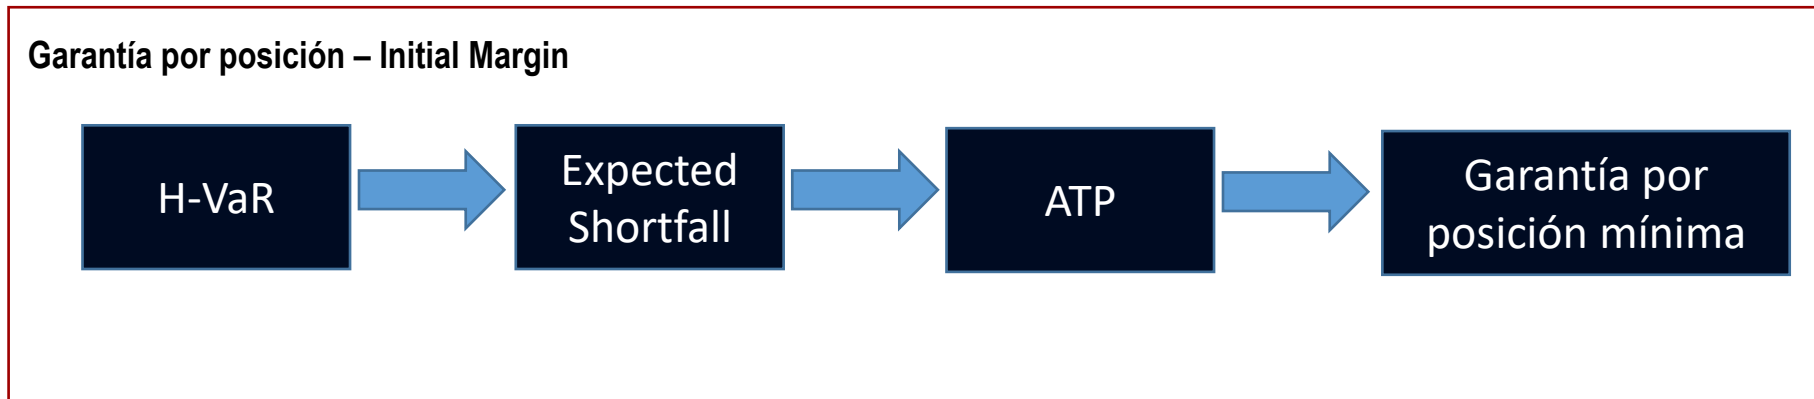 Garantía por posición – Initial Margin
H-VaR
Expected
Shortfall
ATP
Garantía por
posición mínima